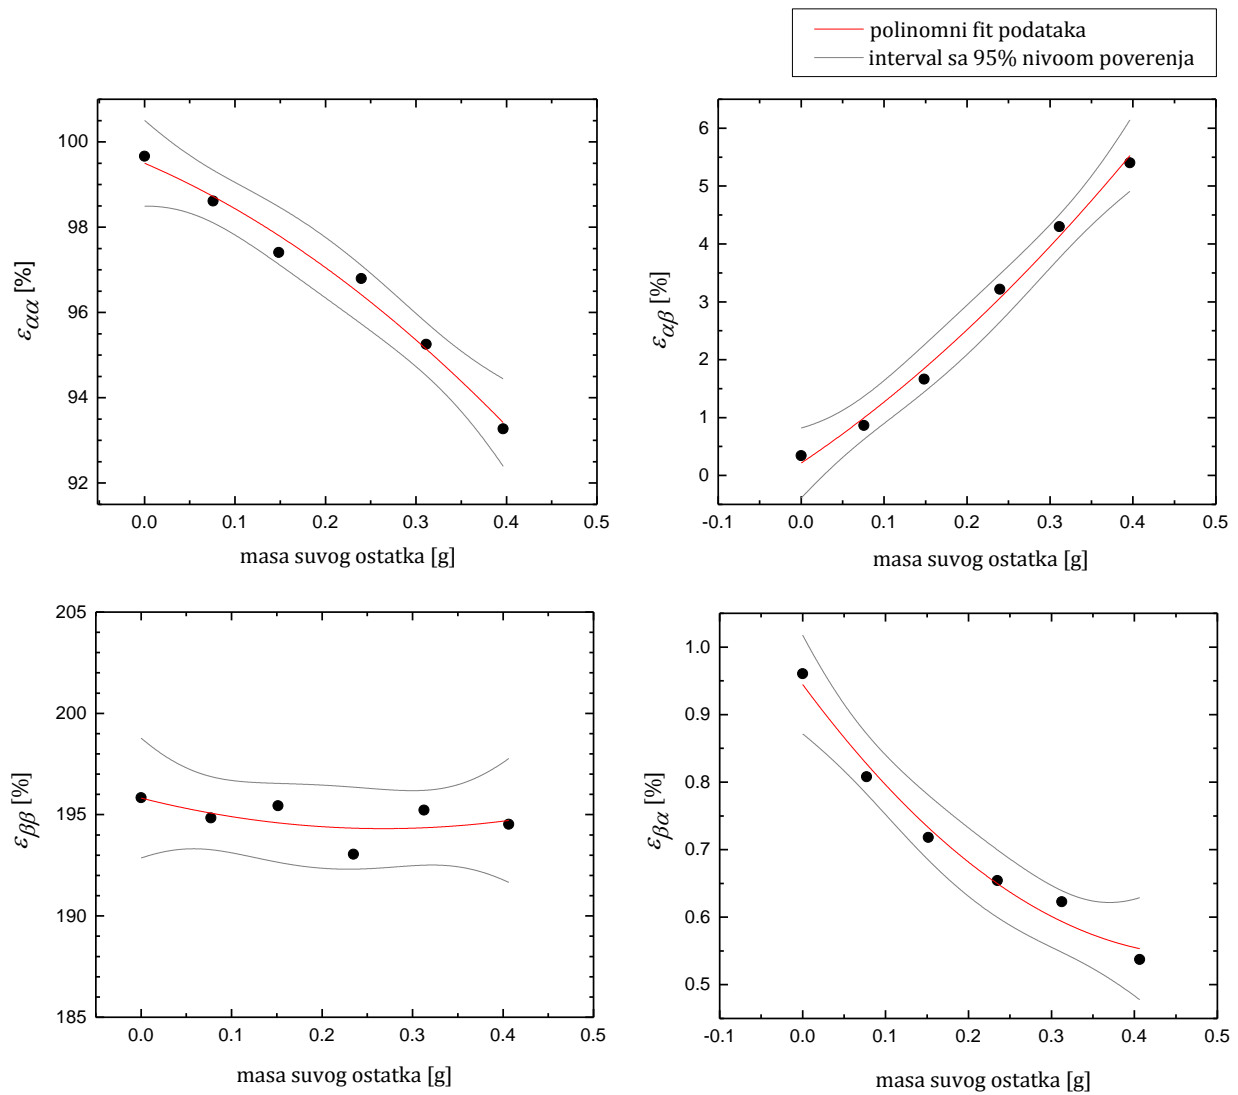 polinomni fit podataka
interval sa 95% nivoom poverenja
100
98
96
94
92
0.0 0.1 0.2 0.3 0.4 0.5
εαα [%]
masa suvog ostatka [g]
6
5
4
3
2
1
0
-0.1 0.0 0.1 0.2 0.3 0.4 0.5
εαβ [%]
masa suvog ostatka [g]
205
200
195
190
185
0.0 0.1 0.2 0.3 0.4 0.5
εββ [%]
masa suvog ostatka [g]
1.0
0.9
0.8
0.7
0.6
0.5
-0.1 0.0 0.1 0.2 0.3 0.4 0.5
εβα [%]
masa suvog ostatka [g]